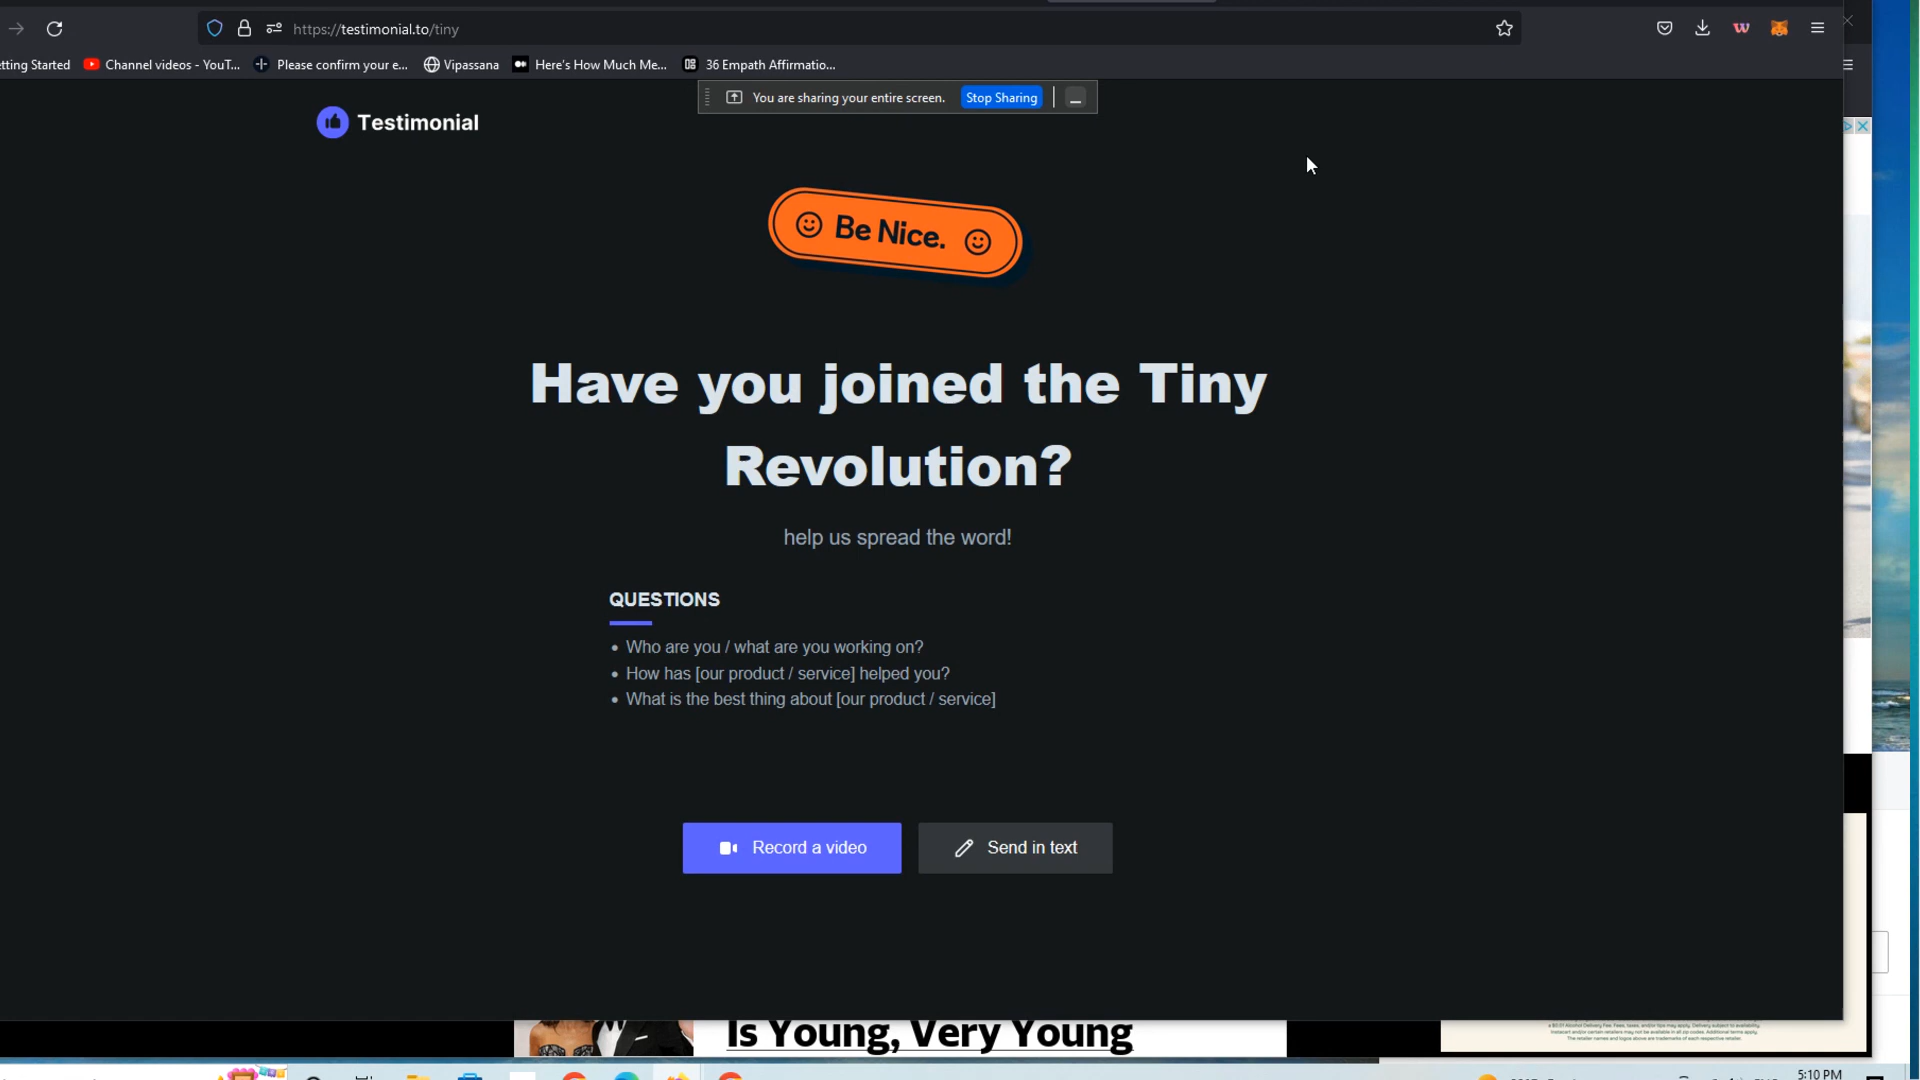 https://testimonial.to/tiny
tting Started
Channel videos - YouT...
Please confirm your e...
Vipassana
Here's How Much Me...
36 Empath Affirmatio...
You are sharing your entire screen.
Stop Sharing
Testimonial
Be Nice.
Have you joined the Tiny
Revolution?
help us spread the word!
QUESTIONS
• Who are you / what are you working on?
• How has [our product / service] helped you?
• What is the best thing about [our product / service]
Record a video
Send in text
Is Young, Very Young
5:10 PM